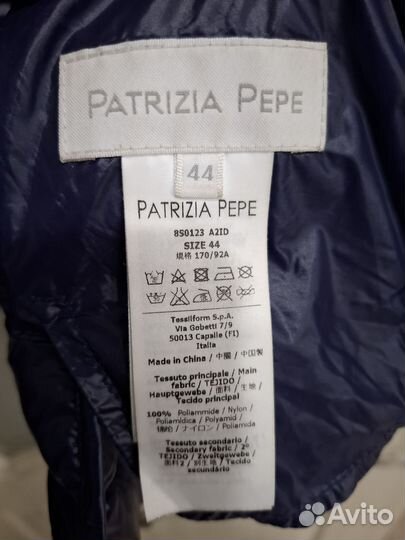 PATRIZIA PEPE
44
PATRIZIA PEPE
8S0123 A2ID
SIZE 44
規格 170/92A
Tessilform S.p.A.
Via Gobetti 7/9
50013 Capalle (FI)
Italia
Made in China / 中國 / 中国製
Tessuto principale / Main
fabric / TEJIDO /
Hauptgewebe / 面料 / 生地 /
Tecido principal
100% Poliammide / Nylon /
Poliamídica / Polyamid /
锦纶 / ナイロン / Poliamida
Tessuto secondario /
Secondary fabric / 2º
TEJIDO / Zweitgewebe /
面料2 / 別生地 / Tecido
secundário
Avito